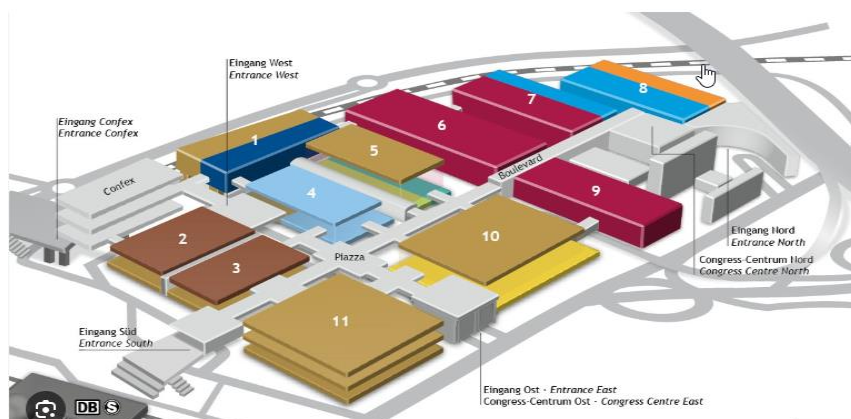 Eingang West
Entrance West
Eingang Confex
Entrance Confex
Confex
1
2
3
4
5
6
7
8
9
10
11
Boulevard
Piazza
Eingang Nord
Entrance North
Congress-Centrum Nord
Congress Centre North
Eingang Süd
Entrance South
Eingang Ost - Entrance East
Congress-Centrum Ost - Congress Centre East
DB S